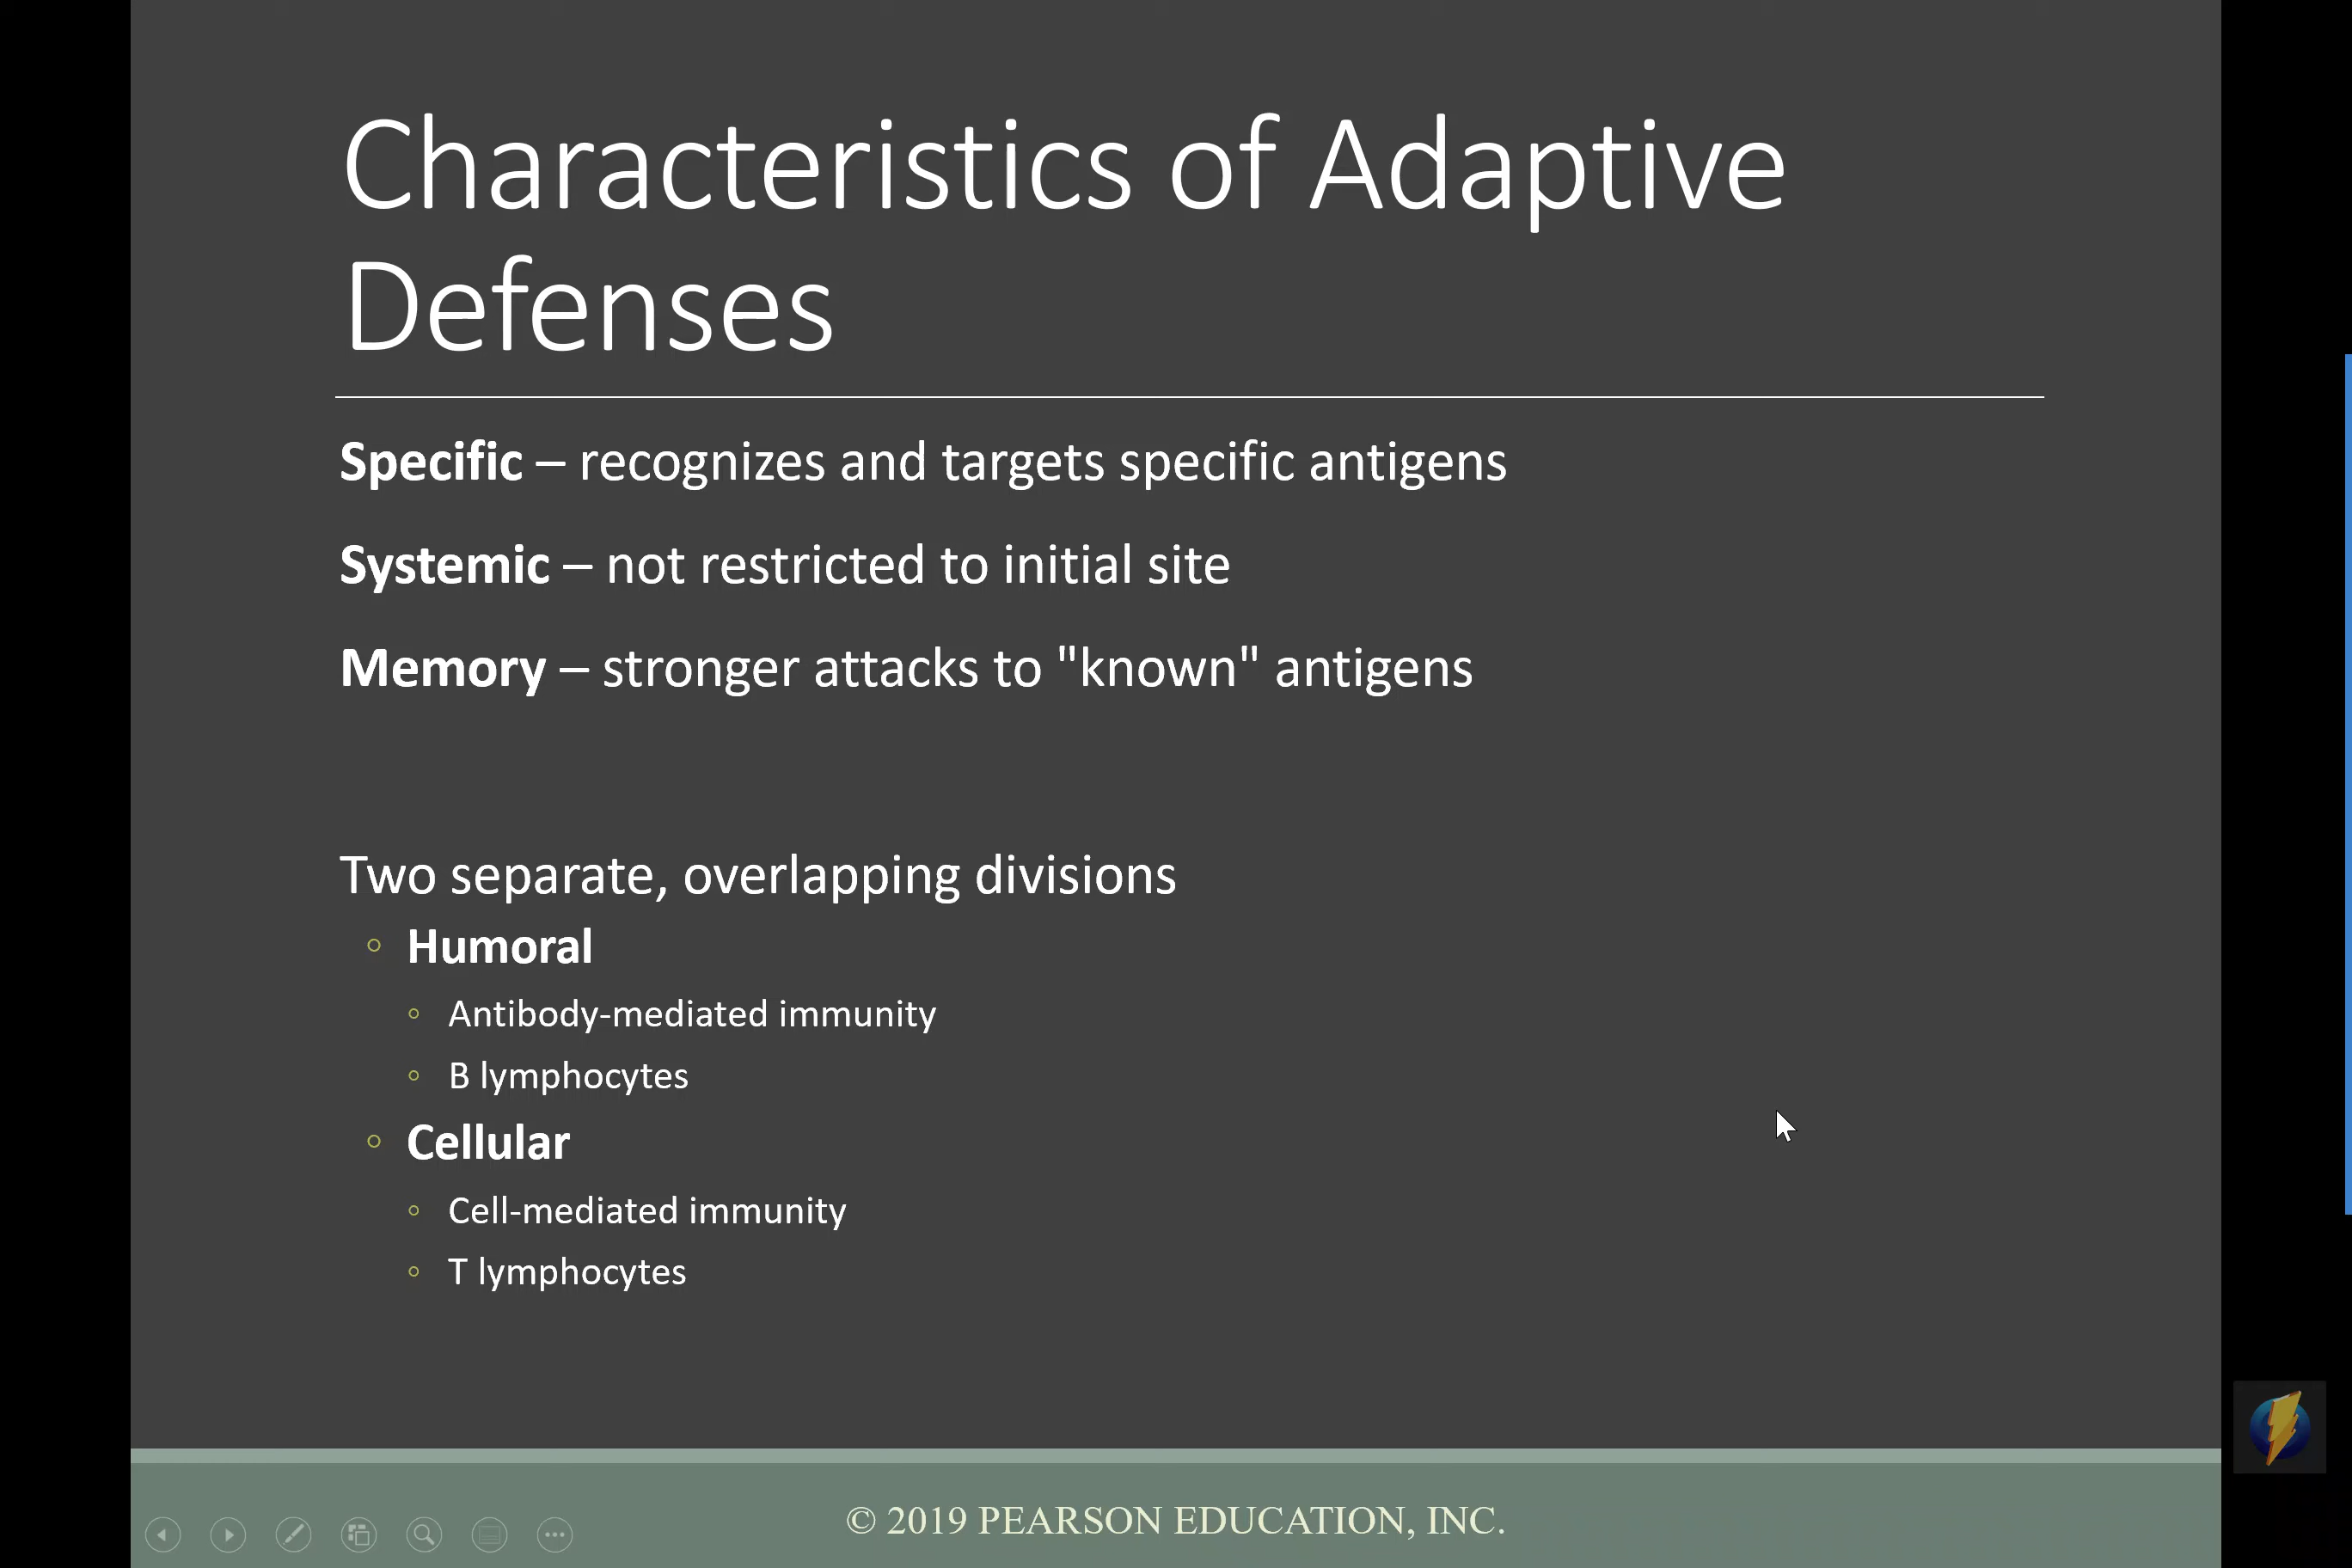 Characteristics of Adaptive
Defenses
Specific – recognizes and targets specific antigens
Systemic – not restricted to initial site
Memory – stronger attacks to "known" antigens
Two separate, overlapping divisions
Humoral
Antibody-mediated immunity
B lymphocytes
Cellular
Cell-mediated immunity
T lymphocytes
© 2019 PEARSON EDUCATION, INC.